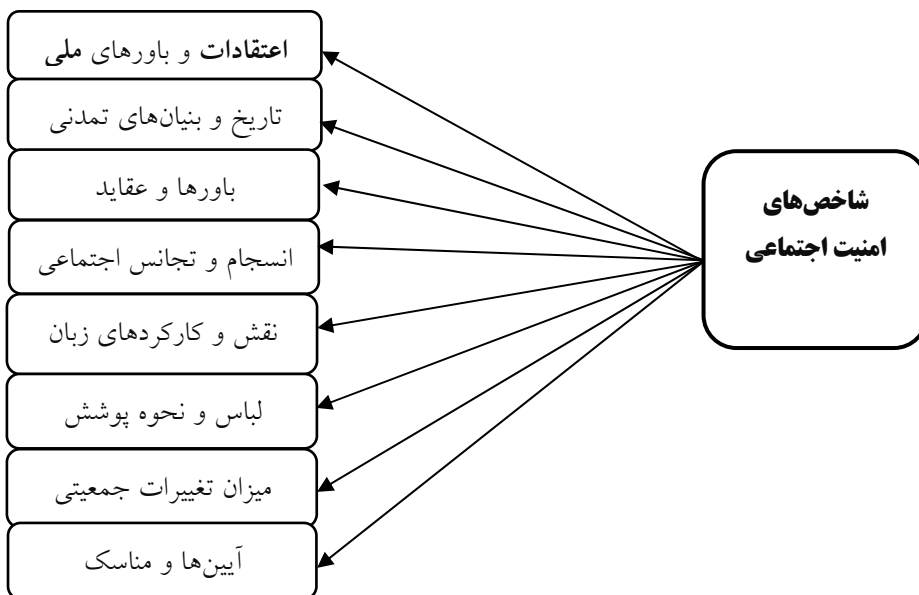 شاخص‌های
امنیت اجتماعی
اعتقادات و باورهای ملی
تاریخ و بنیان‌های تمدنی
باورها و عقاید
انسجام و تجانس اجتماعی
نقش و کارکردهای زبان
لباس و نحوه پوشش
میزان تغییرات جمعیتی
آیین‌ها و مناسک